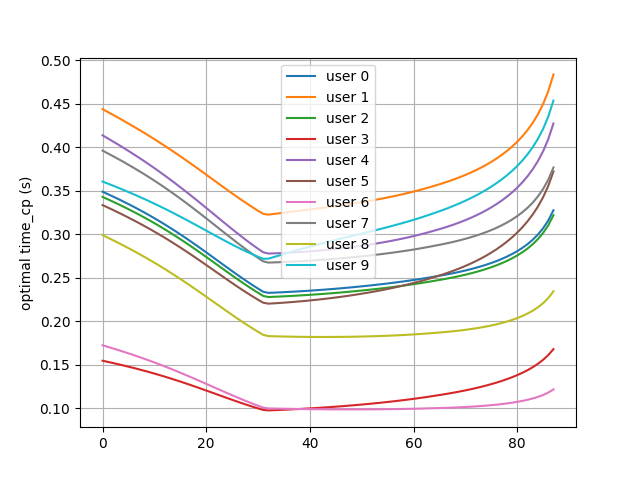 0.50
0.45
0.40
0.35
0.30
0.25
0.20
0.15
0.10
optimal time_cp (s)
user 0
user 1
user 2
user 3
user 4
user 5
user 6
user 7
user 8
user 9
0 20 40 60 80